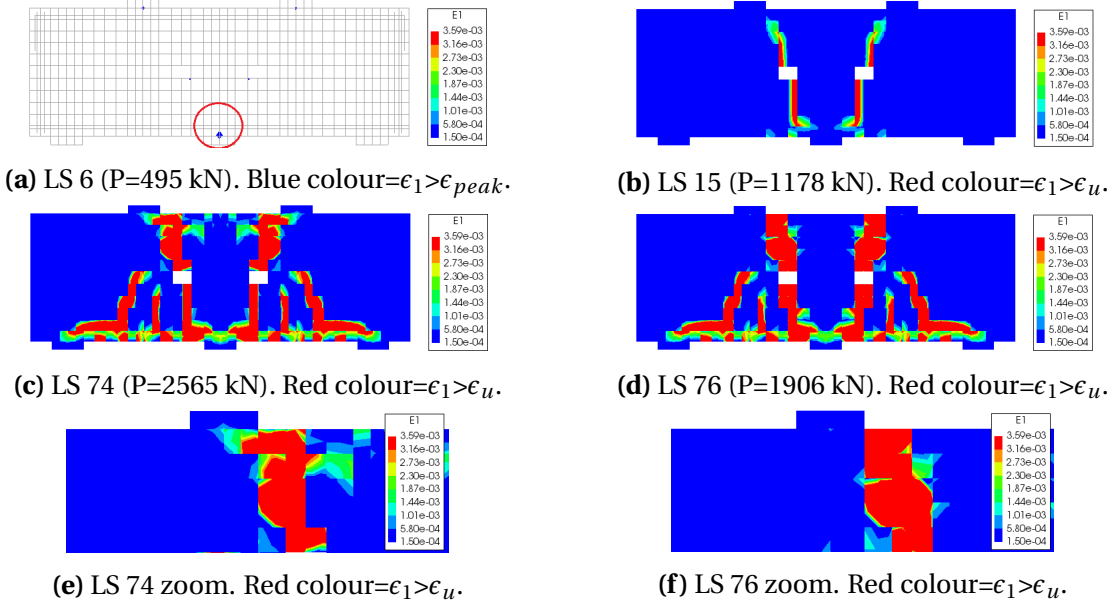 E1
3.59e-03
3.16e-03
2.73e-03
2.30e-03
1.87e-03
1.44e-03
1.01e-03
5.80e-04
1.50e-04
(a) LS 6 (P=495 kN). Blue colour=ϵ1>ϵpeak.
E1
3.59e-03
3.16e-03
2.73e-03
2.30e-03
1.87e-03
1.44e-03
1.01e-03
5.80e-04
1.50e-04
(b) LS 15 (P=1178 kN). Red colour=ϵ1>ϵu.
E1
3.59e-03
3.16e-03
2.73e-03
2.30e-03
1.87e-03
1.44e-03
1.01e-03
5.80e-04
1.50e-04
(c) LS 74 (P=2565 kN). Red colour=ϵ1>ϵu.
E1
3.59e-03
3.16e-03
2.73e-03
2.30e-03
1.87e-03
1.44e-03
1.01e-03
5.80e-04
1.50e-04
(d) LS 76 (P=1906 kN). Red colour=ϵ1>ϵu.
E1
3.59e-03
3.16e-03
2.73e-03
2.30e-03
1.87e-03
1.44e-03
1.01e-03
5.80e-04
1.50e-04
(e) LS 74 zoom. Red colour=ϵ1>ϵu.
E1
3.59e-03
3.16e-03
2.73e-03
2.30e-03
1.87e-03
1.44e-03
1.01e-03
5.80e-04
1.50e-04
(f) LS 76 zoom. Red colour=ϵ1>ϵu.